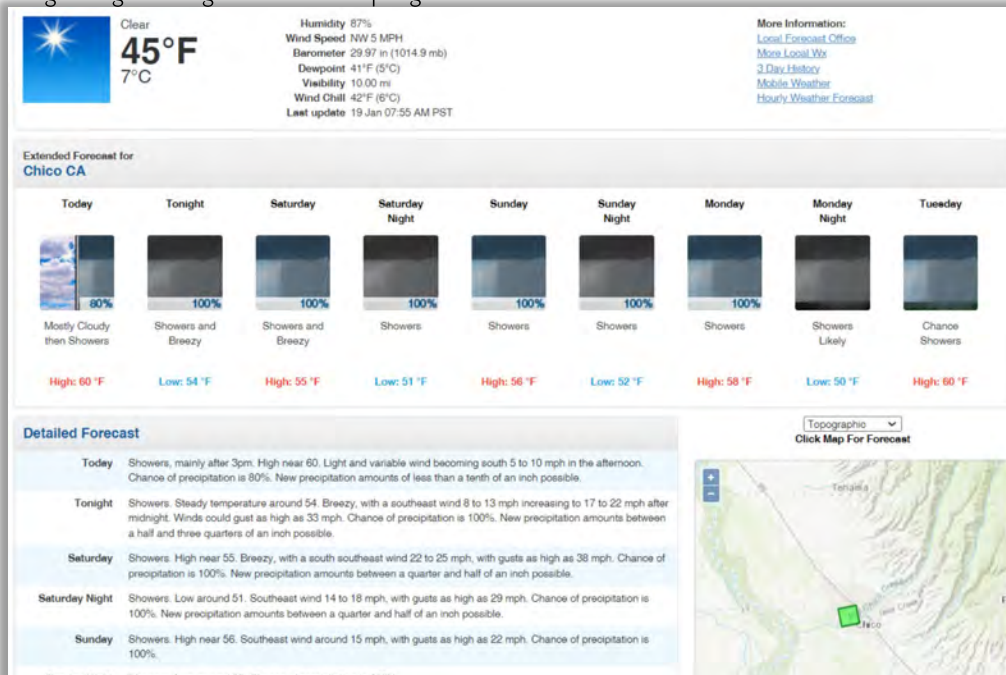 Clear
45°F
7°C
Humidity 87%
Wind Speed NW 5 MPH
Barometer 29.97 in (1014.9 mb)
Dewpoint 41°F (5°C)
Visibility 10.00 mi
Wind Chill 42°F (6°C)
Last update 19 Jan 07:55 AM PST
More Information:
Local Forecast Office
More Local Wx
3 Day History
Mobile Weather
Hourly Weather Forecast
Extended Forecast for
Chico CA
Today Tonight Saturday Saturday Night Sunday Sunday Night Monday Monday Night Tuesday
80% 100% 100% 100% 100% 100% 100%
Mostly Cloudy then Showers
Showers and Breezy
Showers and Breezy
Showers
Showers
Showers
Showers
Showers Likely
Chance Showers
High: 60 °F Low: 54 °F High: 55 °F Low: 51 °F High: 56 °F Low: 52 °F High: 58 °F Low: 50 °F High: 60 °F
Detailed Forecast
Today Showers, mainly after 3pm. High near 60. Light and variable wind becoming south 5 to 10 mph in the afternoon.
Chance of precipitation is 80%. New precipitation amounts of less than a tenth of an inch possible.
Tonight Showers. Steady temperature around 54. Breezy, with a southeast wind 8 to 13 mph increasing to 17 to 22 mph after
midnight. Winds could gust as high as 33 mph. Chance of precipitation is 100%. New precipitation amounts between
a half and three quarters of an inch possible.
Saturday Showers. High near 55. Breezy, with a south southeast wind 22 to 25 mph, with gusts as high as 38 mph. Chance of
precipitation is 100%. New precipitation amounts between a quarter and half of an inch possible.
Saturday Night Showers. Low around 51. Southeast wind 14 to 18 mph, with gusts as high as 29 mph. Chance of precipitation is
100%. New precipitation amounts between a quarter and half of an inch possible.
Sunday Showers. High near 56. Southeast wind around 15 mph, with gusts as high as 22 mph. Chance of precipitation is
100%.
Topographic
Click Map For Forecast
+
-
Tehama
Chico